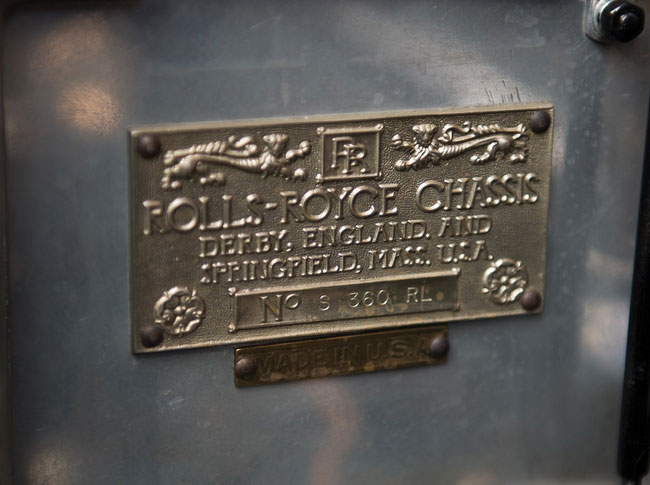 RR
ROLLS-ROYCE CHASSIS
DERBY, ENGLAND, AND
SPRINGFIELD, MASS. U.S.A.
No S 360 RL
MADE IN U.S.A.